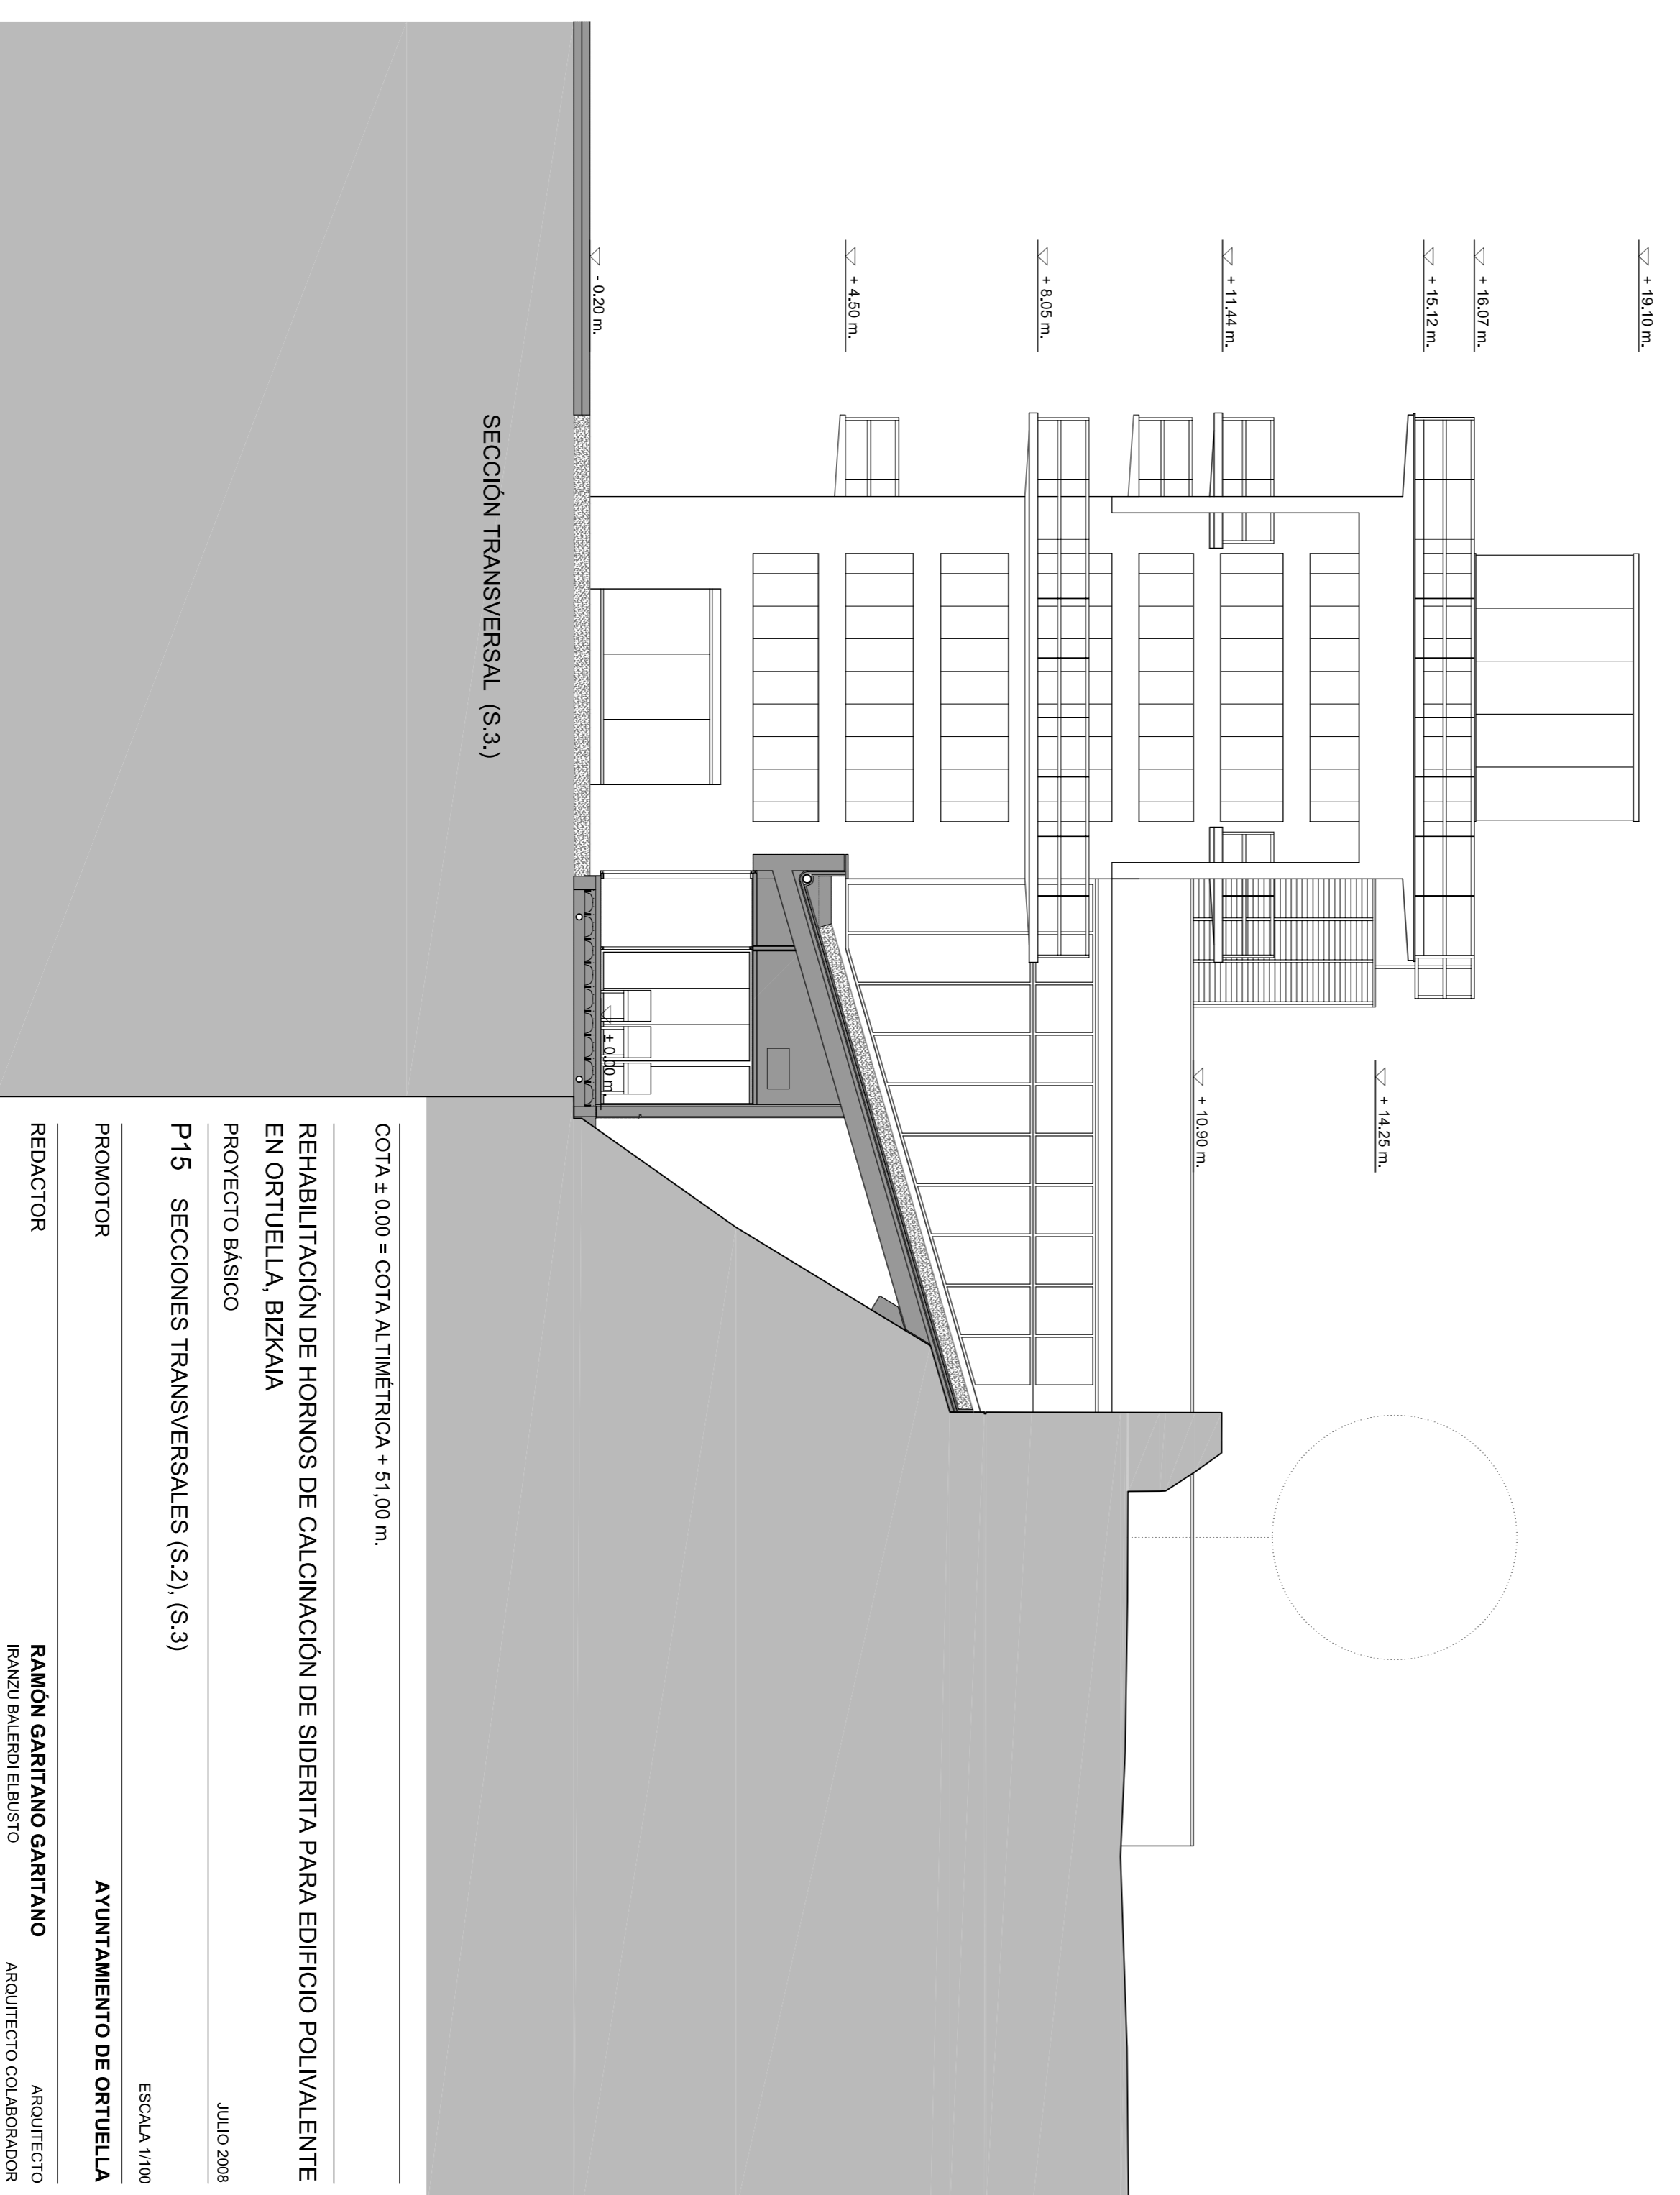 + 19.10 m.
+ 16.07 m.
+ 15.12 m.
+ 11.44 m.
+ 8.05 m.
+ 4.50 m.
- 0.20 m.
+ 14.25 m.
+ 10.90 m.
± 0.00 m.
SECCIÓN TRANSVERSAL (S.3.)
COTA ± 0.00 = COTA ALTIMÉTRICA + 51,00 m.
REHABILITACIÓN DE HORNOS DE CALCINACIÓN DE SIDERITA PARA EDIFICIO POLIVALENTE
EN ORTUELLA, BIZKAIA
PROYECTO BÁSICO JULIO 2008
P15 SECCIONES TRANSVERSALES (S.2), (S.3)
ESCALA 1/100
PROMOTOR AYUNTAMIENTO DE ORTUELLA
REDACTOR RAMÓN GARITANO GARITANO ARQUITECTO
IRANZU BALERDI ELBUSTO ARQUITECTO COLABORADOR